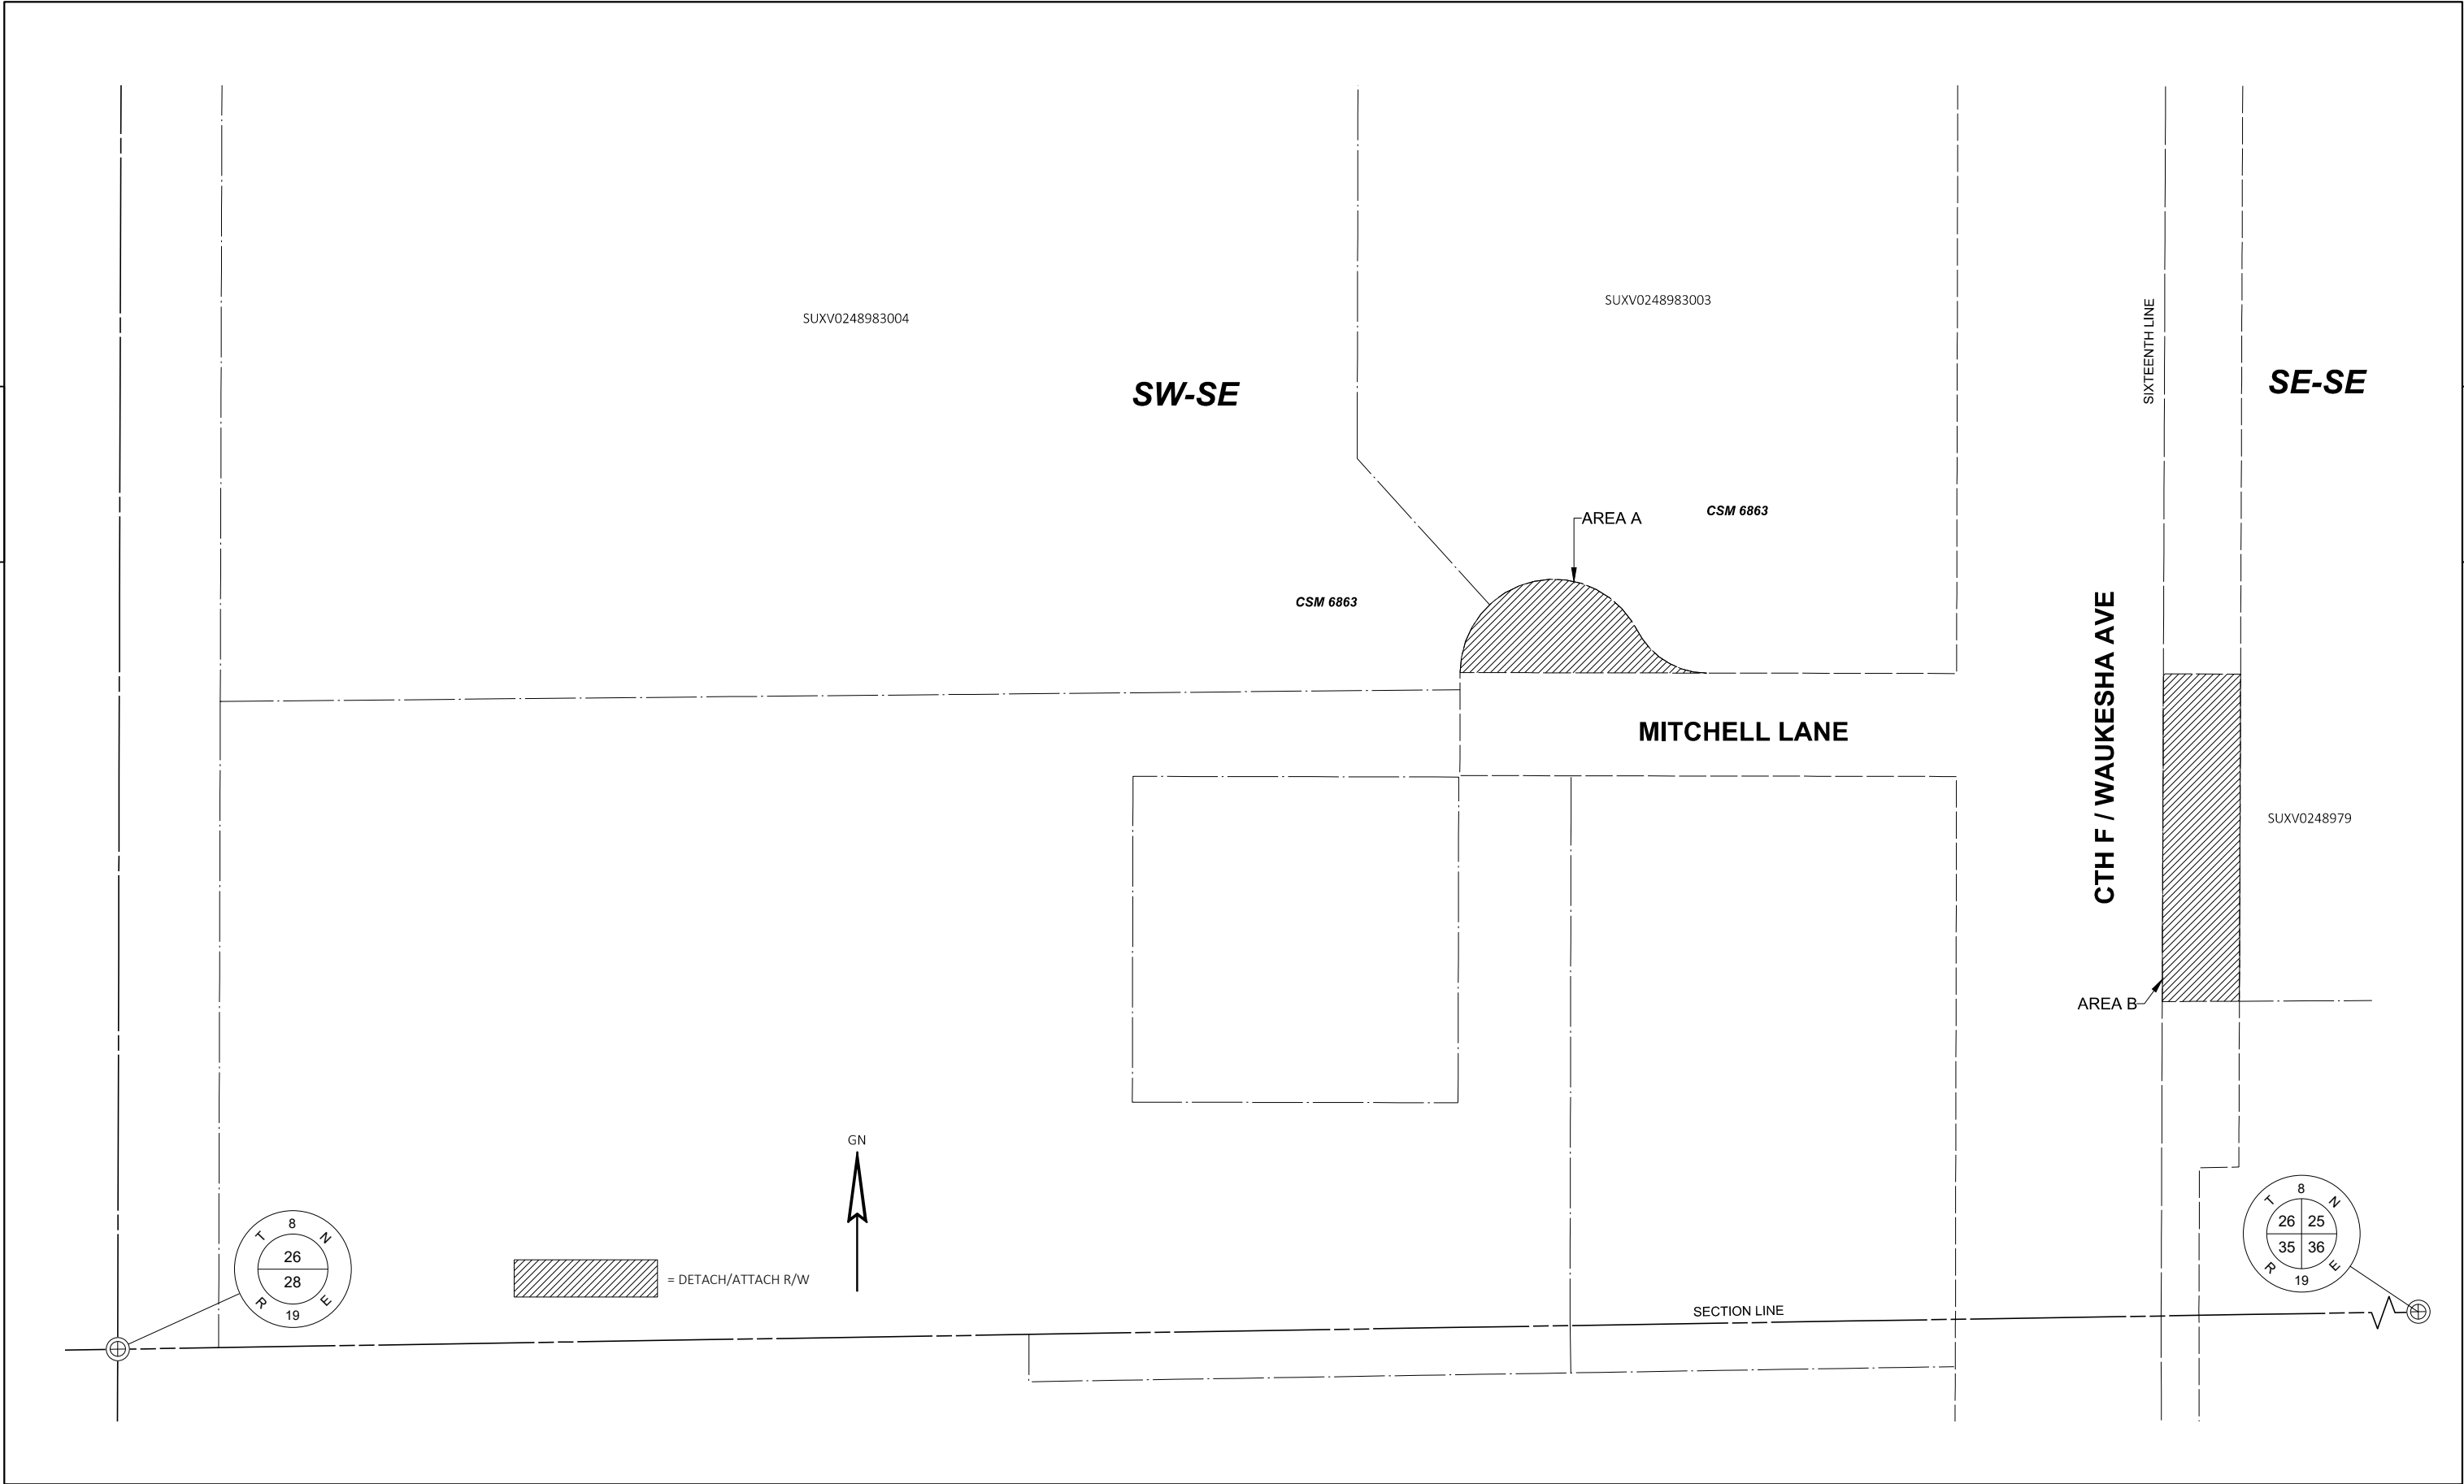 SUXV0248983004
SUXV0248983003
SIXTEENTH LINE
SW-SE
SE-SE
AREA A
CSM 6863
CSM 6863
MITCHELL LANE
CTH F / WAUKESHA AVE
SUXV0248979
AREA B
GN
= DETACH/ATTACH R/W
T 8 N
26
28
R 19 E
T 8 N
26 25
35 36
R 19 E
SECTION LINE